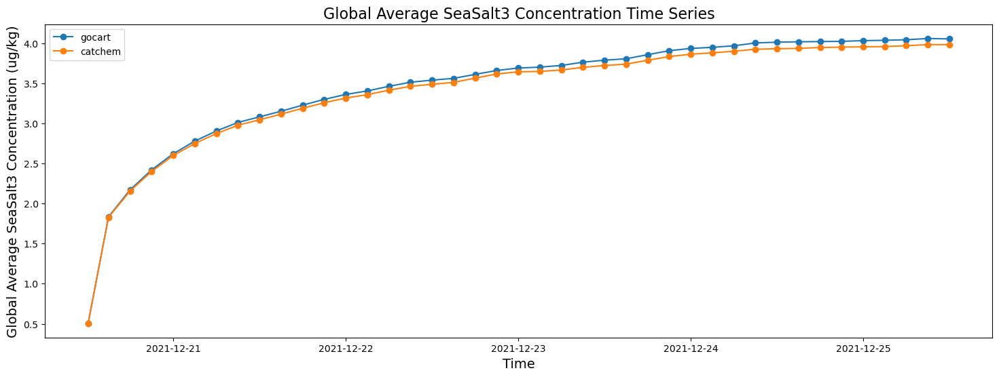 Global Average SeaSalt3 Concentration Time Series
gocart
catchem
Global Average SeaSalt3 Concentration (ug/kg)
4.0
3.5
3.0
2.5
2.0
1.5
1.0
0.5
2021-12-21
2021-12-22
2021-12-23
2021-12-24
2021-12-25
Time